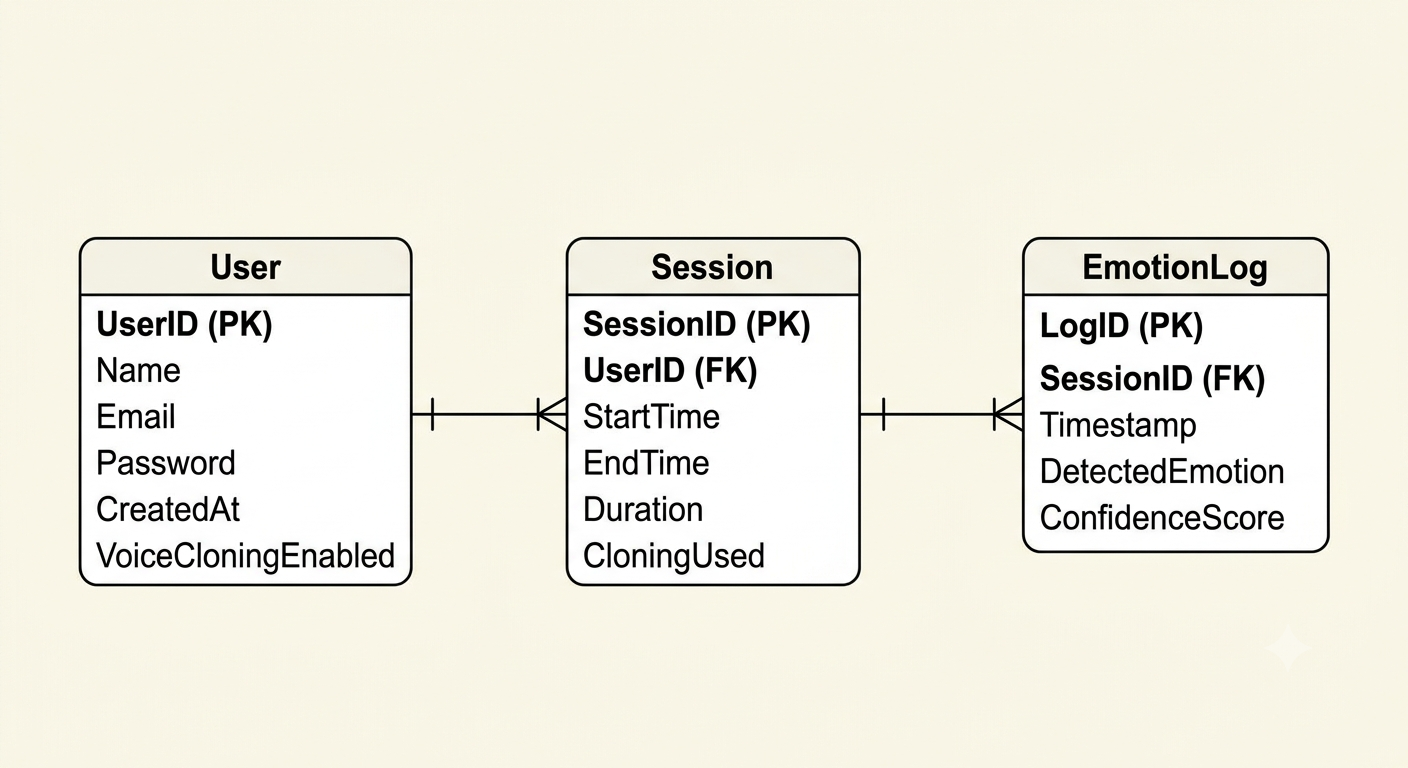 User
UserID (PK)
Name
Email
Password
CreatedAt
VoiceCloningEnabled
Session
SessionID (PK)
UserID (FK)
StartTime
EndTime
Duration
CloningUsed
EmotionLog
LogID (PK)
SessionID (FK)
Timestamp
DetectedEmotion
ConfidenceScore